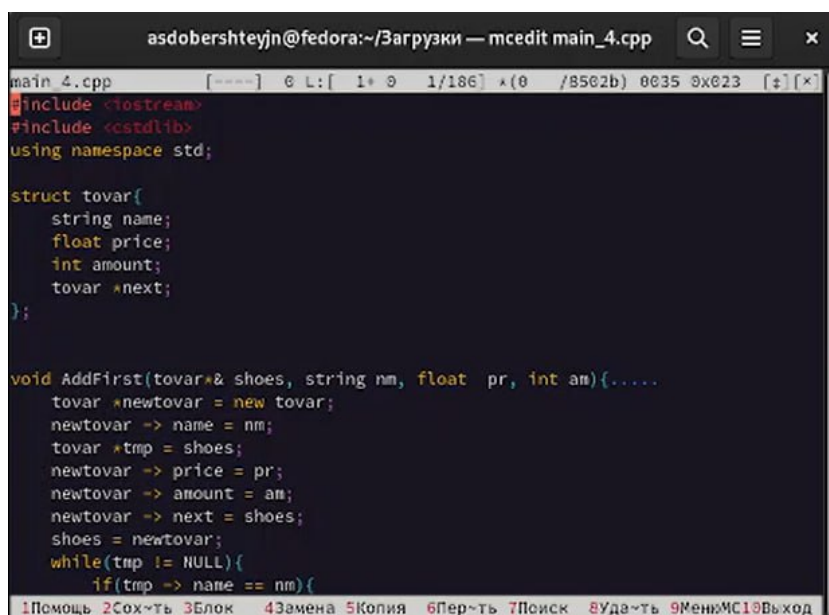 asdobershteyjn@fedora:~/Загрузки — mcedit main_4.cpp
main_4.cpp [----] 0 L:[ 1+ 0 1/186] *(0 /8502b) 0035 0x023 [‡][×]
#include <iostream>
#include <cstdlib>
using namespace std;
struct tovar{
    string name;
    float price;
    int amount;
    tovar *next;
};
void AddFirst(tovar*& shoes, string nm, float  pr, int am){.....
    tovar *newtovar = new tovar;
    newtovar -> name = nm;
    tovar *tmp = shoes;
    newtovar -> price = pr;
    newtovar -> amount = am;
    newtovar -> next = shoes;
    shoes = newtovar;
    while(tmp != NULL){
        if(tmp -> name == nm){
1Помощь 2Сох~ть 3Блок 4Замена 5Копия 6Пер~ть 7Поиск 8Уда~ть 9МенюMC10Выход